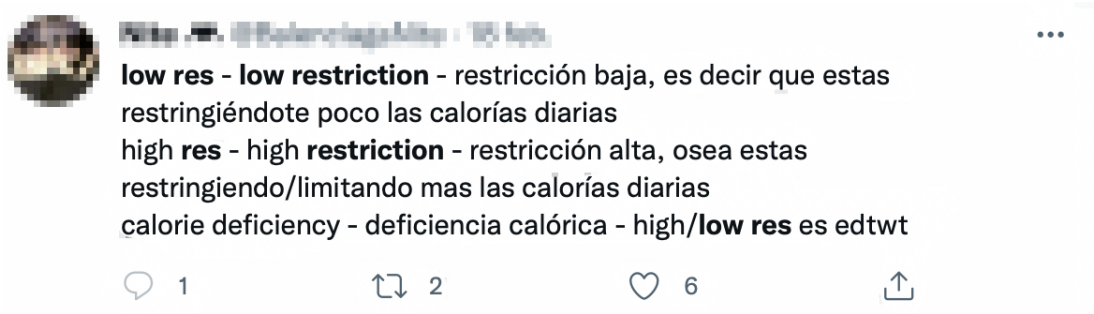 low res - low restriction - restricción baja, es decir que estas
restringiéndote poco las calorías diarias
high res - high restriction - restricción alta, osea estas
restringiendo/limitando mas las calorías diarias
calorie deficiency - deficiencia calórica - high/low res es edtwt
1 2 6